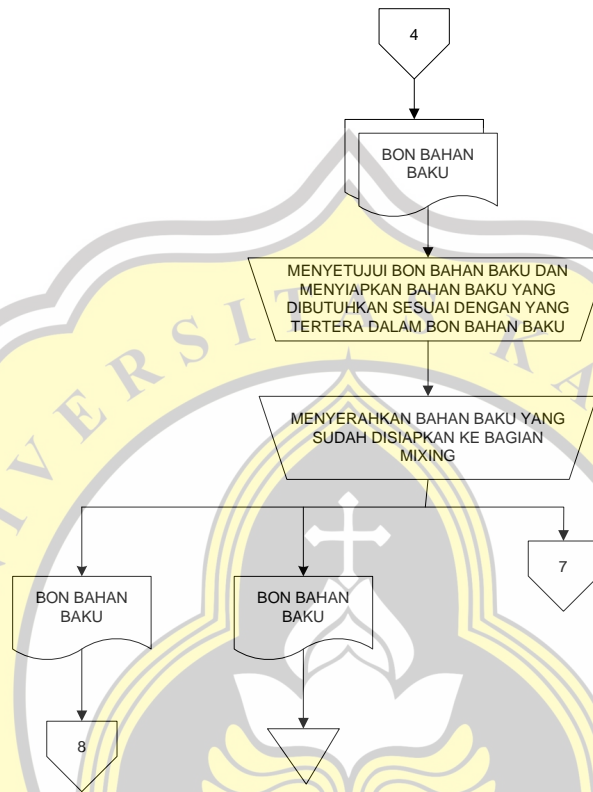 4
BON BAHAN
BAKU
MENYETUJUI BON BAHAN BAKU DAN
MENYIAPKAN BAHAN BAKU YANG
DIBUTUHKAN SESUAI DENGAN YANG
TERTERA DALAM BON BAHAN BAKU
MENYERAHKAN BAHAN BAKU YANG
SUDAH DISIAPKAN KE BAGIAN
MIXING
BON BAHAN
BAKU
BON BAHAN
BAKU
7
8